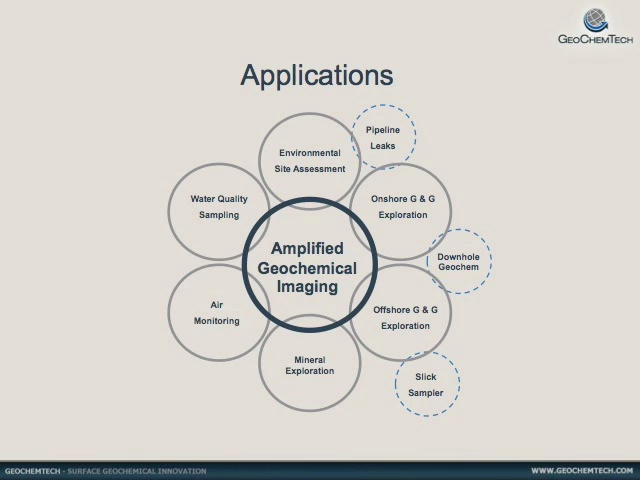 GEOCHEMTECH
Applications
Pipeline
Leaks
Environmental
Site Assessment
Water Quality
Sampling
Onshore G & G
Exploration
Amplified
Geochemical
Imaging
Downhole
Geochem
Air
Monitoring
Offshore G & G
Exploration
Mineral
Exploration
Slick
Sampler
GEOCHEMTECH - SURFACE GEOCHEMICAL INNOVATION
WWW.GEOCHEMTECH.COM